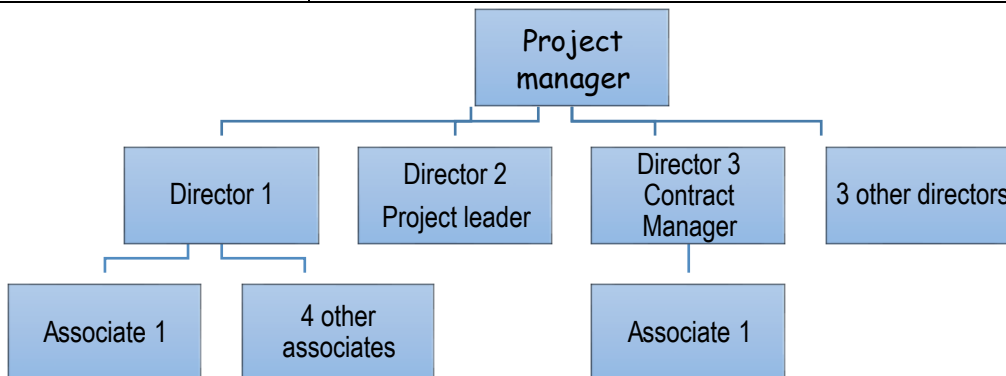 Project
manager
Director 1
Director 2
Project leader
Director 3
Contract
Manager
3 other directors
Associate 1
4 other
associates
Associate 1